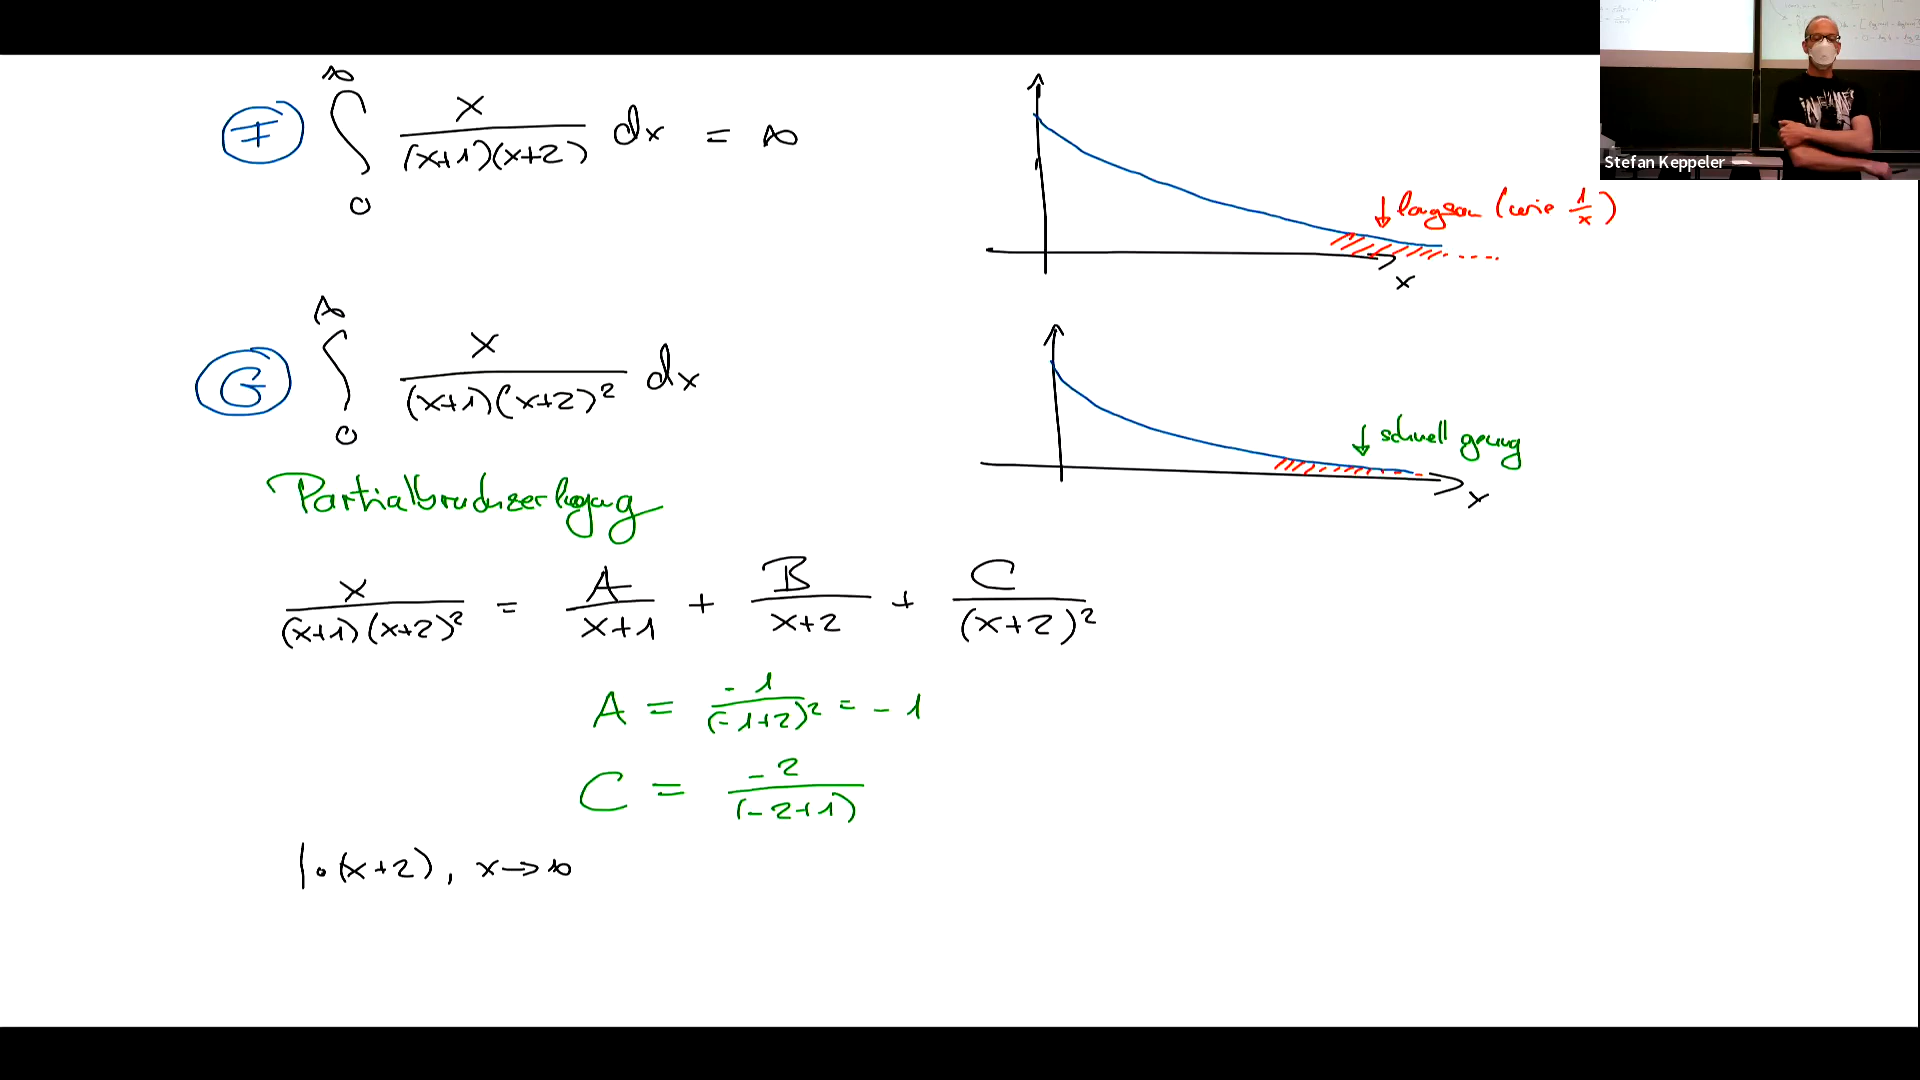 F ∫₀^∞ x/((x+1)(x+2)) dx = ∞
↓ langsam (wie 1/x)
x
Stefan Keppeler
G ∫₀^∞ x/((x+1)(x+2)²) dx
↓ schnell genug
x
Partialbruchzerlegung
x/((x+1)(x+2)²) = A/(x+1) + B/(x+2) + C/(x+2)²
A = -1/(-1+2)² = -1
C = -2/(-2+1)
|·(x+2), x→∞